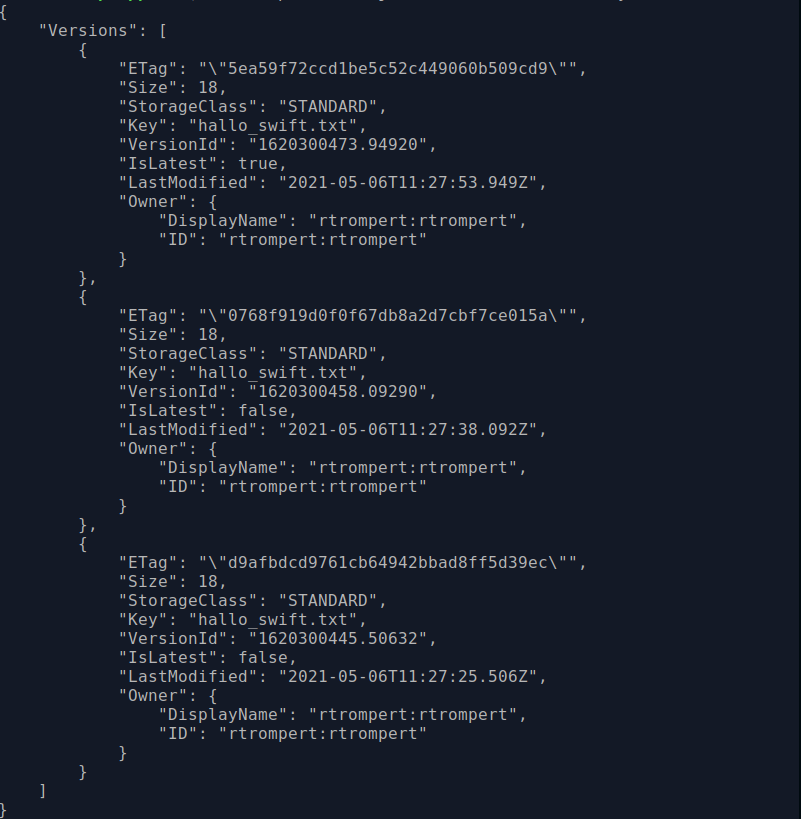 {
    "Versions": [
        {
            "ETag": "\"5ea59f72ccd1be5c52c449060b509cd9\"",
            "Size": 18,
            "StorageClass": "STANDARD",
            "Key": "hallo_swift.txt",
            "VersionId": "1620300473.94920",
            "IsLatest": true,
            "LastModified": "2021-05-06T11:27:53.949Z",
            "Owner": {
                "DisplayName": "rtrompert:rtrompert",
                "ID": "rtrompert:rtrompert"
            }
        },
        {
            "ETag": "\"0768f919d0f0f67db8a2d7cbf7ce015a\"",
            "Size": 18,
            "StorageClass": "STANDARD",
            "Key": "hallo_swift.txt",
            "VersionId": "1620300458.09290",
            "IsLatest": false,
            "LastModified": "2021-05-06T11:27:38.092Z",
            "Owner": {
                "DisplayName": "rtrompert:rtrompert",
                "ID": "rtrompert:rtrompert"
            }
        },
        {
            "ETag": "\"d9afbdcd9761cb64942bbad8ff5d39ec\"",
            "Size": 18,
            "StorageClass": "STANDARD",
            "Key": "hallo_swift.txt",
            "VersionId": "1620300445.50632",
            "IsLatest": false,
            "LastModified": "2021-05-06T11:27:25.506Z",
            "Owner": {
                "DisplayName": "rtrompert:rtrompert",
                "ID": "rtrompert:rtrompert"
            }
        }
    ]
}